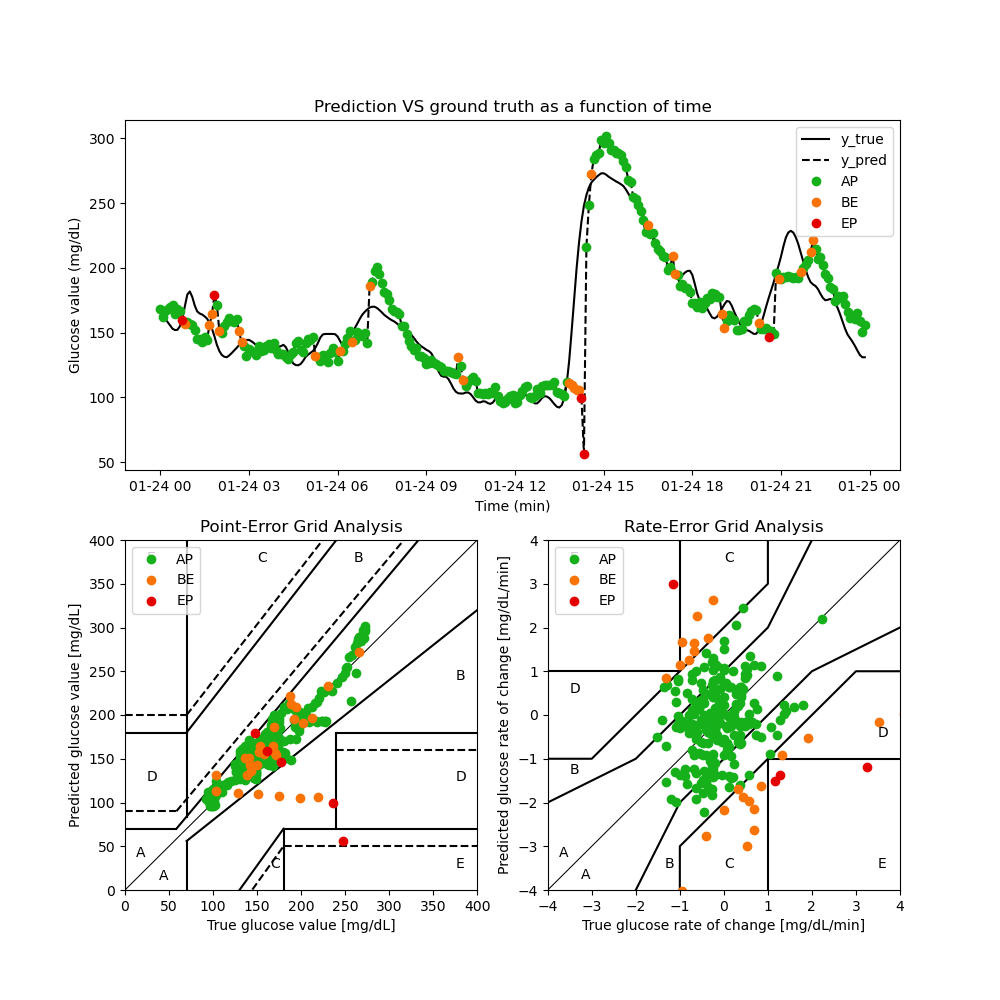 Prediction VS ground truth as a function of time
Glucose value (mg/dL)
300
250
200
150
100
50
y_true
y_pred
AP
BE
EP
01-24 00 01-24 03 01-24 06 01-24 09 01-24 12 01-24 15 01-24 18 01-24 21 01-25 00
Time (min)
Point-Error Grid Analysis
Predicted glucose value [mg/dL]
400
350
300
250
200
150
100
50
0
AP
BE
EP
C
B
B
D
D
A
A
C
E
0 50 100 150 200 250 300 350 400
True glucose value [mg/dL]
Rate-Error Grid Analysis
Predicted glucose rate of change [mg/dL/min]
4
3
2
1
0
−1
−2
−3
−4
AP
BE
EP
C
D
D
B
A
A
B
C
E
−4 −3 −2 −1 0 1 2 3 4
True glucose rate of change [mg/dL/min]